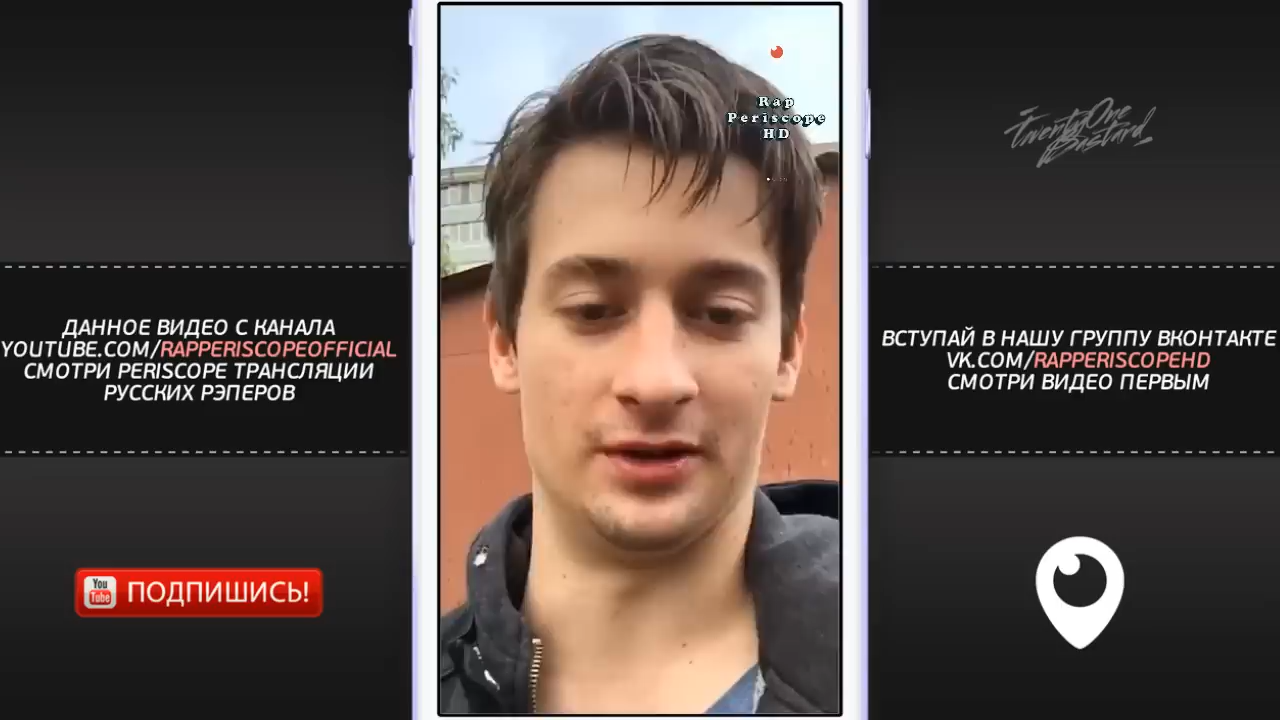 Rap
Periscope
HD
TwentyOne
Bastard
ДАННОЕ ВИДЕО С КАНАЛА
YOUTUBE.COM/RAPPERISCOPEOFFICIAL
СМОТРИ PERISCOPE ТРАНСЛЯЦИИ
РУССКИХ РЭПЕРОВ
ВСТУПАЙ В НАШУ ГРУППУ ВКОНТАКТЕ
VK.COM/RAPPERISCOPEHD
СМОТРИ ВИДЕО ПЕРВЫМ
You
Tube
ПОДПИШИСЬ!